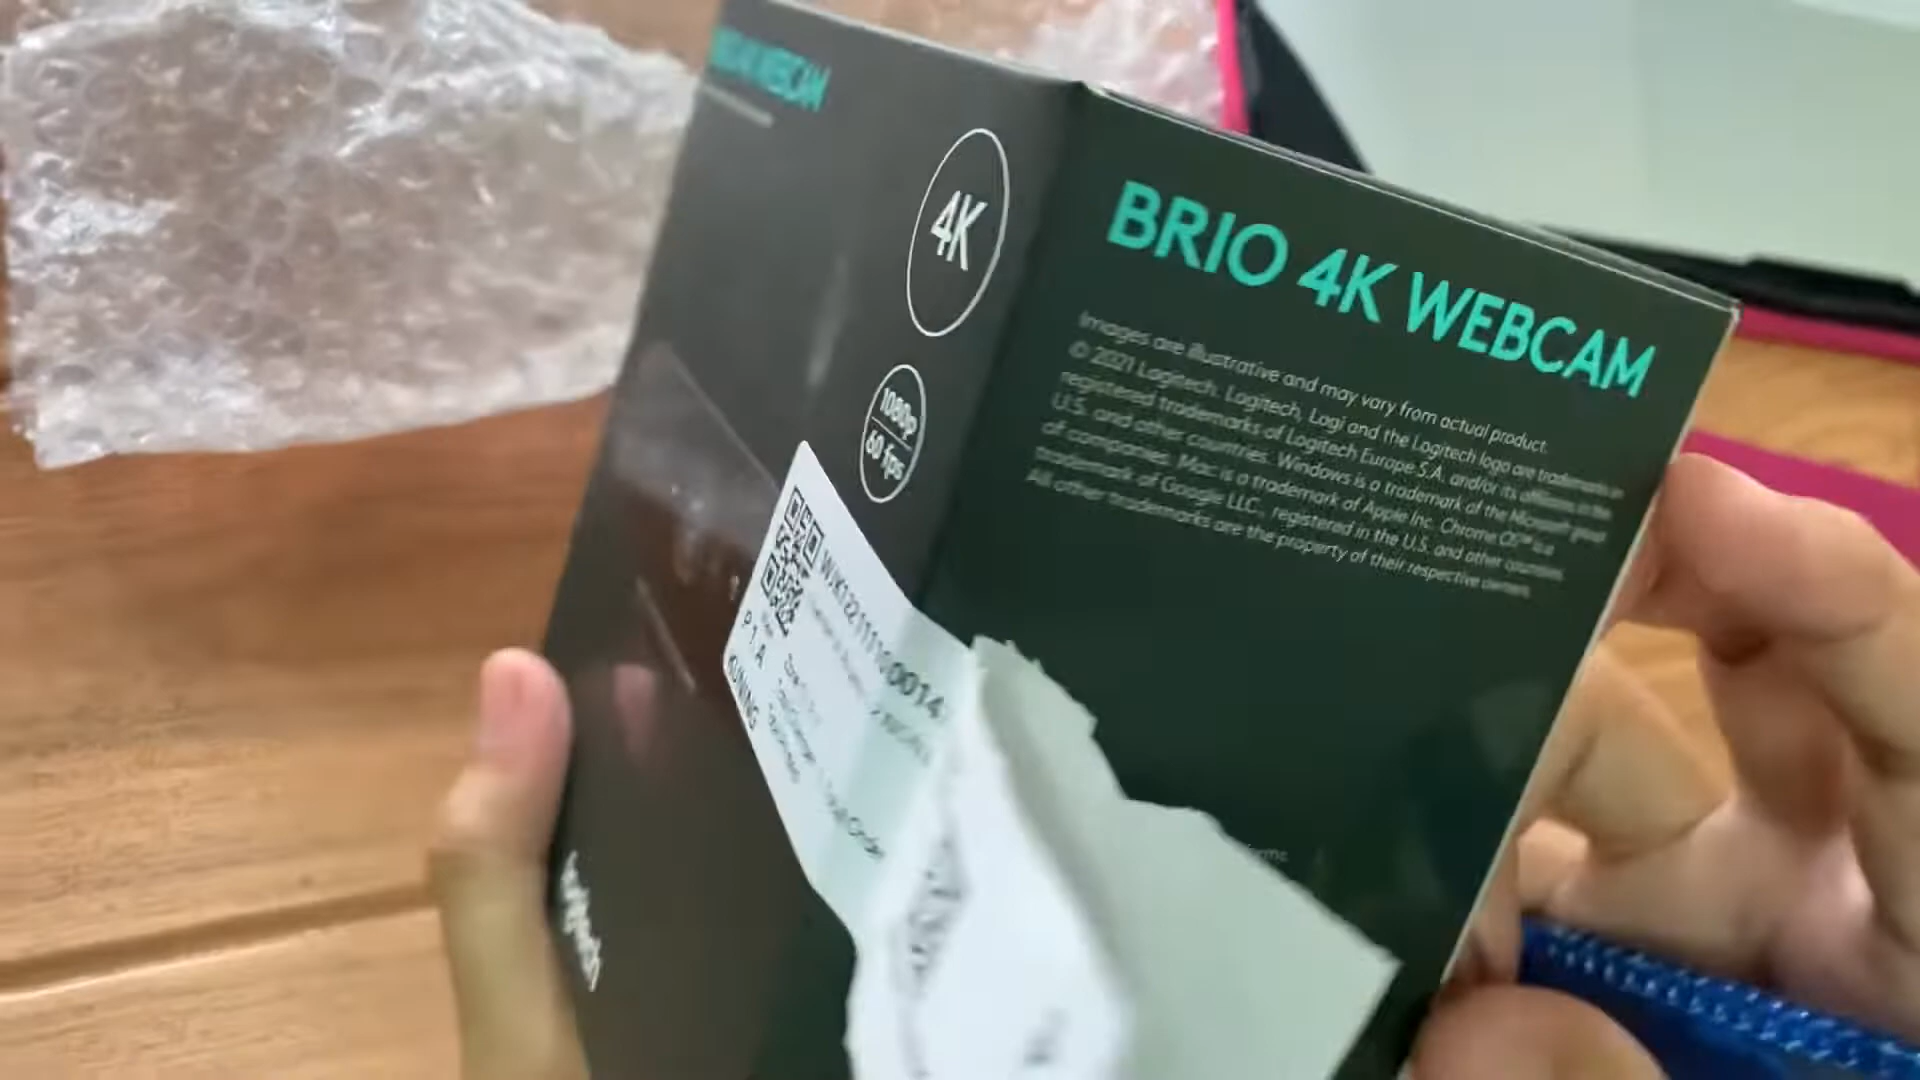 BRIO 4K WEBCAM
4K
1080p
60 fps
BRIO 4K WEBCAM
Images are illustrative and may vary from actual product.
© 2021 Logitech. Logitech, Logi and the Logitech logo are trademarks or
registered trademarks of Logitech Europe S.A. and/or its affiliates in the
U.S. and other countries. Windows is a trademark of the Microsoft group
of companies. Mac is a trademark of Apple Inc. Chrome OS™ is a
trademark of Google LLC., registered in the U.S. and other countries.
All other trademarks are the property of their respective owners.
P 1 . A
KUNING
logitech